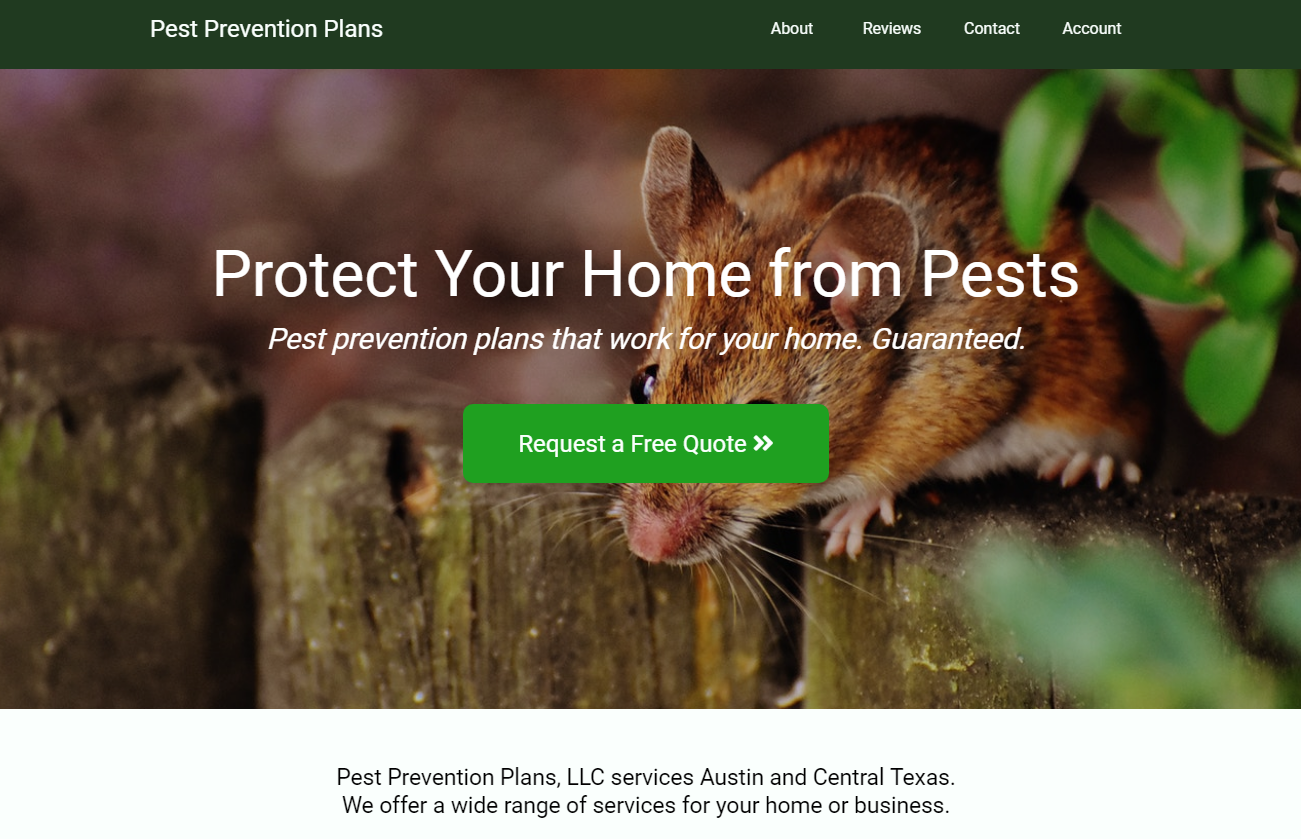 Pest Prevention Plans
About Reviews Contact Account
Protect Your Home from Pests
Pest prevention plans that work for your home. Guaranteed.
Request a Free Quote »
Pest Prevention Plans, LLC services Austin and Central Texas.
We offer a wide range of services for your home or business.